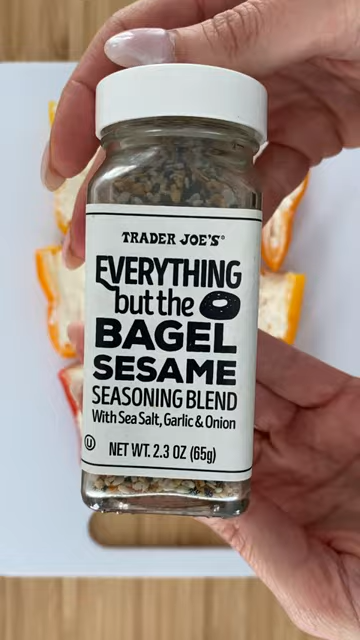 TRADER JOE'S®
EVERYTHING
but the
BAGEL
SESAME
SEASONING BLEND
With Sea Salt, Garlic & Onion
U
NET WT. 2.3 OZ (65g)